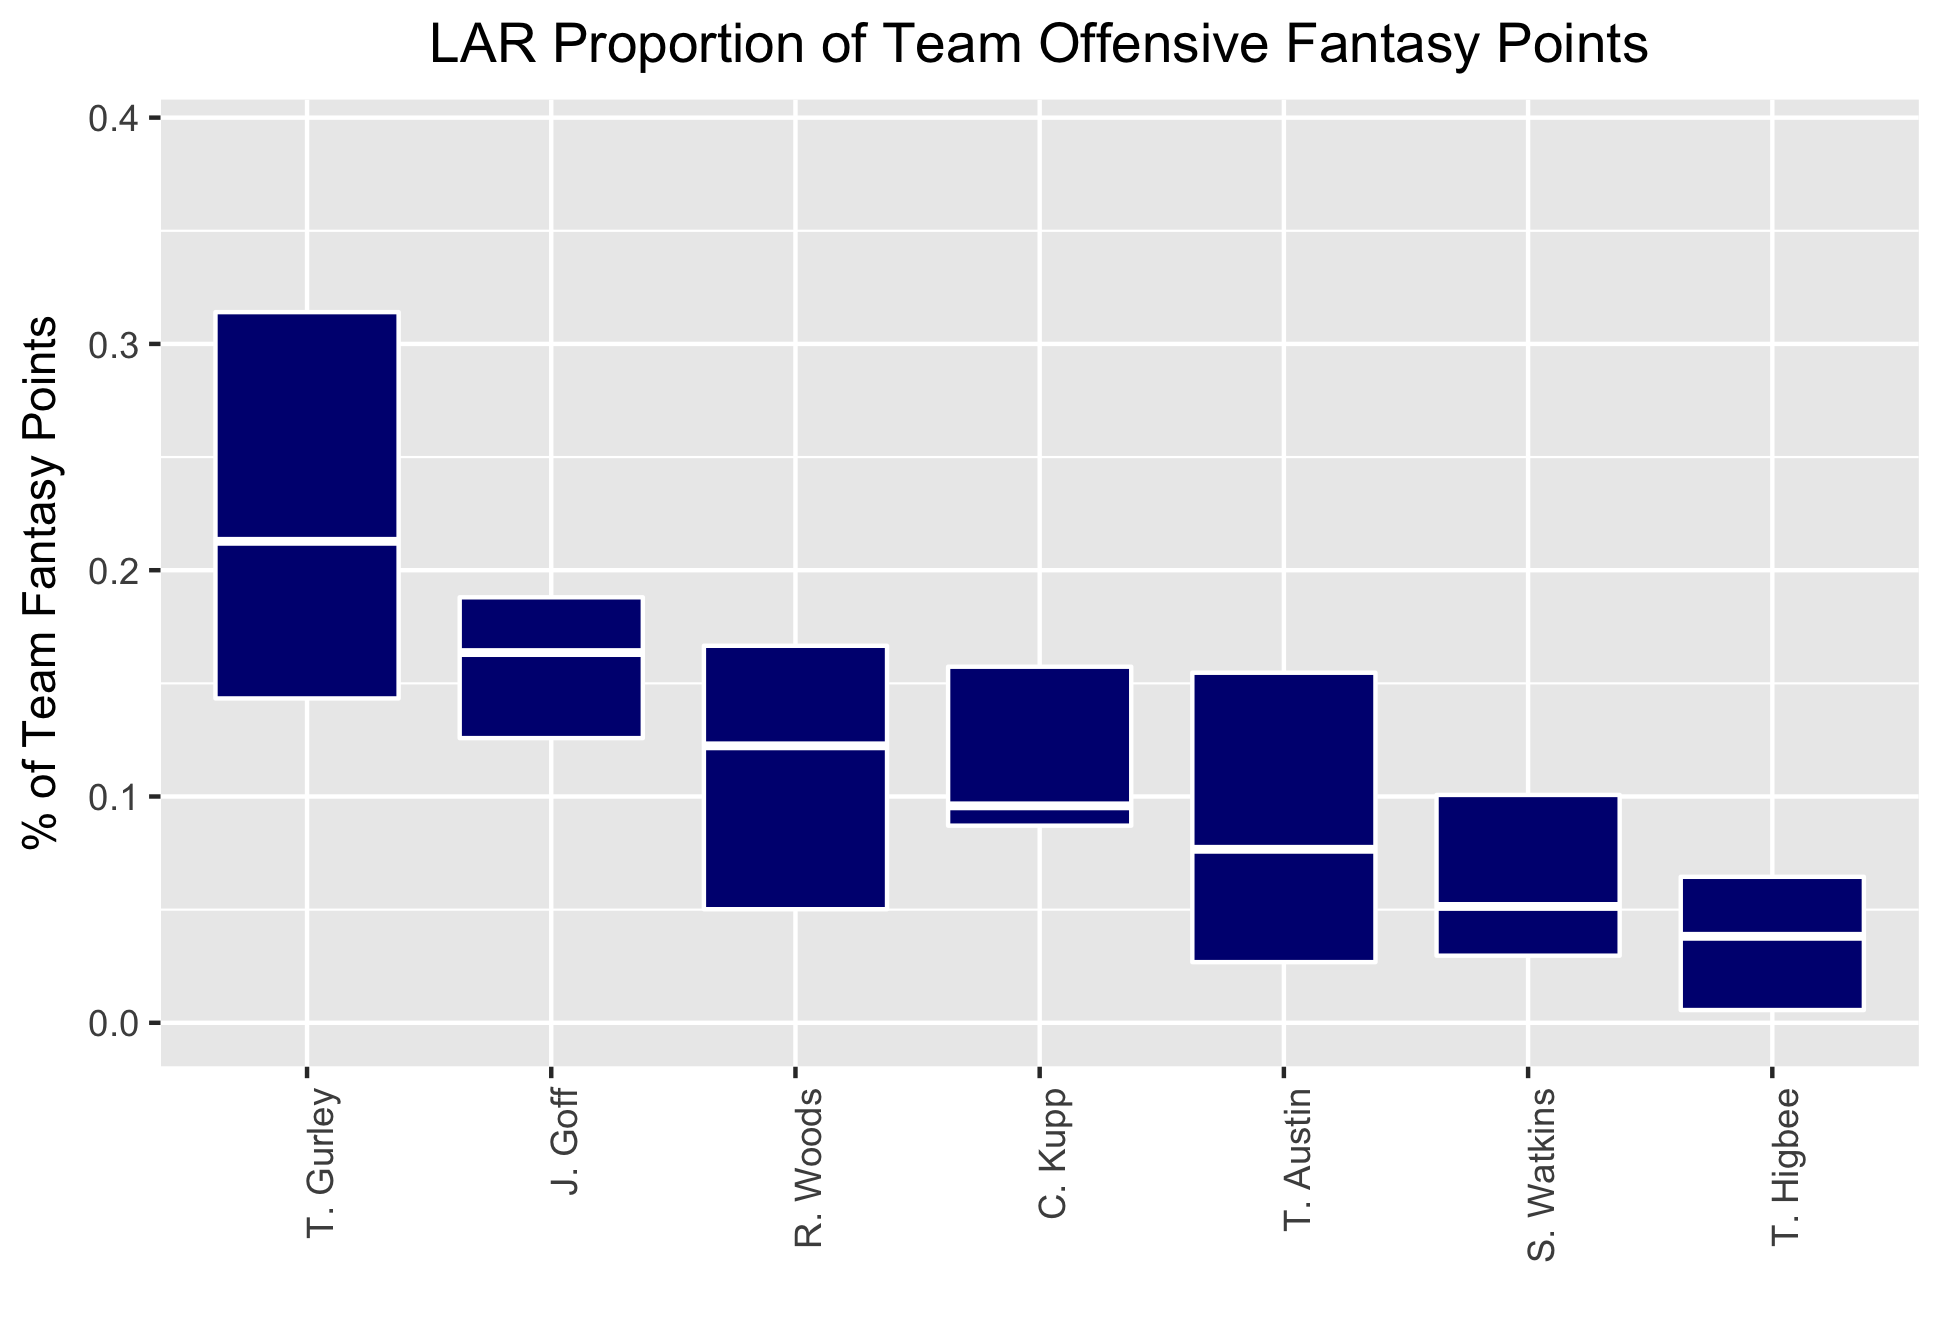 LAR Proportion of Team Offensive Fantasy Points
% of Team Fantasy Points
0.4
0.3
0.2
0.1
0.0
T. Gurley
J. Goff
R. Woods
C. Kupp
T. Austin
S. Watkins
T. Higbee